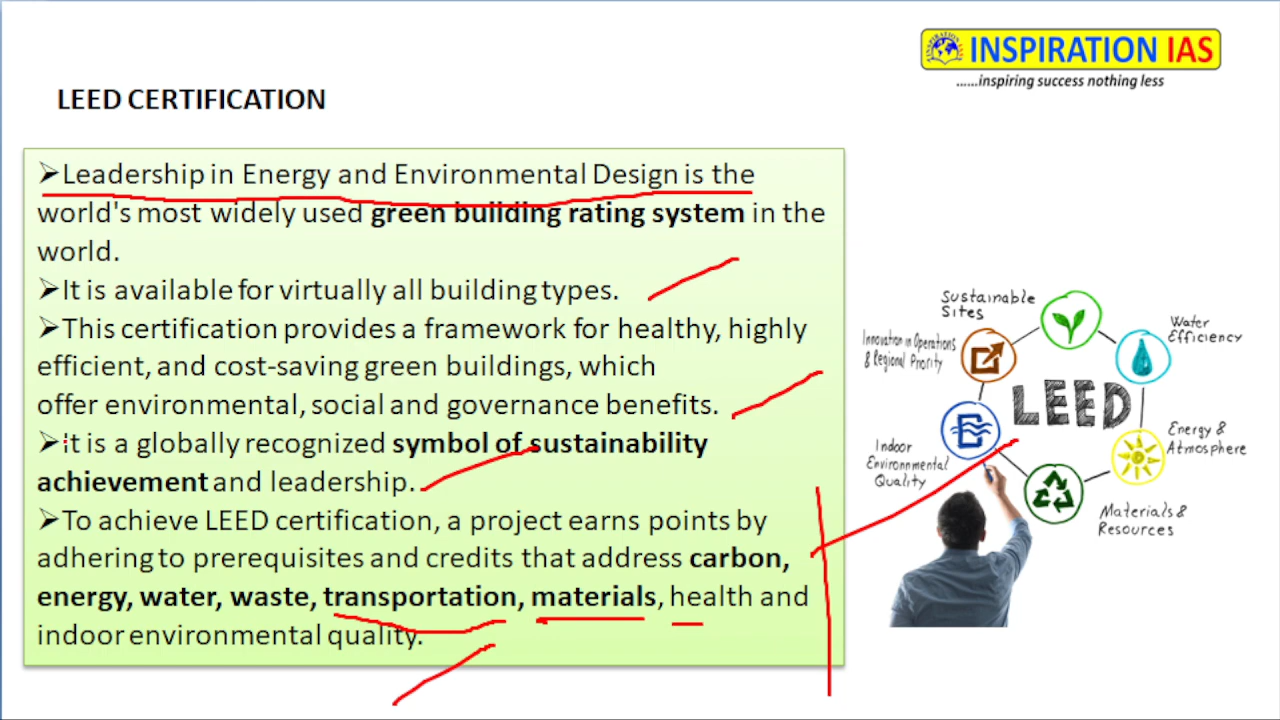 INSPIRATION IAS
......inspiring success nothing less
LEED CERTIFICATION
➢Leadership in Energy and Environmental Design is the
world's most widely used green building rating system in the
world.
➢It is available for virtually all building types.
➢This certification provides a framework for healthy, highly
efficient, and cost-saving green buildings, which
offer environmental, social and governance benefits.
➢It is a globally recognized symbol of sustainability
achievement and leadership.
➢To achieve LEED certification, a project earns points by
adhering to prerequisites and credits that address carbon,
energy, water, waste, transportation, materials, health and
indoor environmental quality.
Sustainable
Sites
Water
Efficiency
Innovation in Operations
& Regional Priority
LEED
Energy &
Atmosphere
Indoor
Environmental
Quality
Materials &
Resources